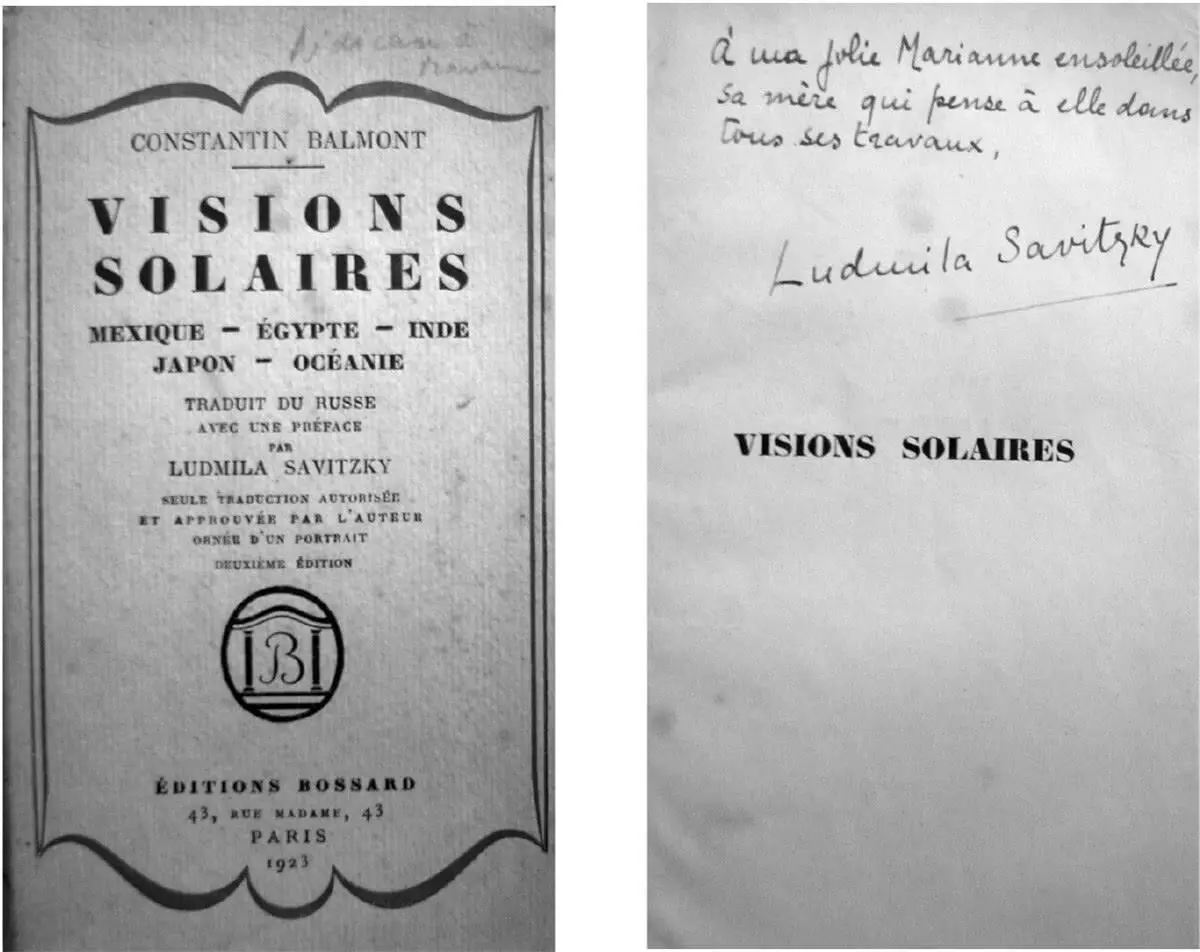 CONSTANTIN BALMONT
VISIONS
SOLAIRES
MEXIQUE — ÉGYPTE — INDE
JAPON — OCÉANIE
TRADUIT DU RUSSE
AVEC UNE PRÉFACE
PAR
LUDMILA SAVITZKY
SEULE TRADUCTION AUTORISÉE
ET APPROUVÉE PAR L'AUTEUR
ORNÉE D'UN PORTRAIT
DEUXIÈME ÉDITION
B
ÉDITIONS BOSSARD
43, RUE MADAME, 43
PARIS
1923
À ma jolie Marianne ensoleillée,
sa mère qui pense à elle dans
tous ses travaux,
Ludmila Savitzky
VISIONS SOLAIRES